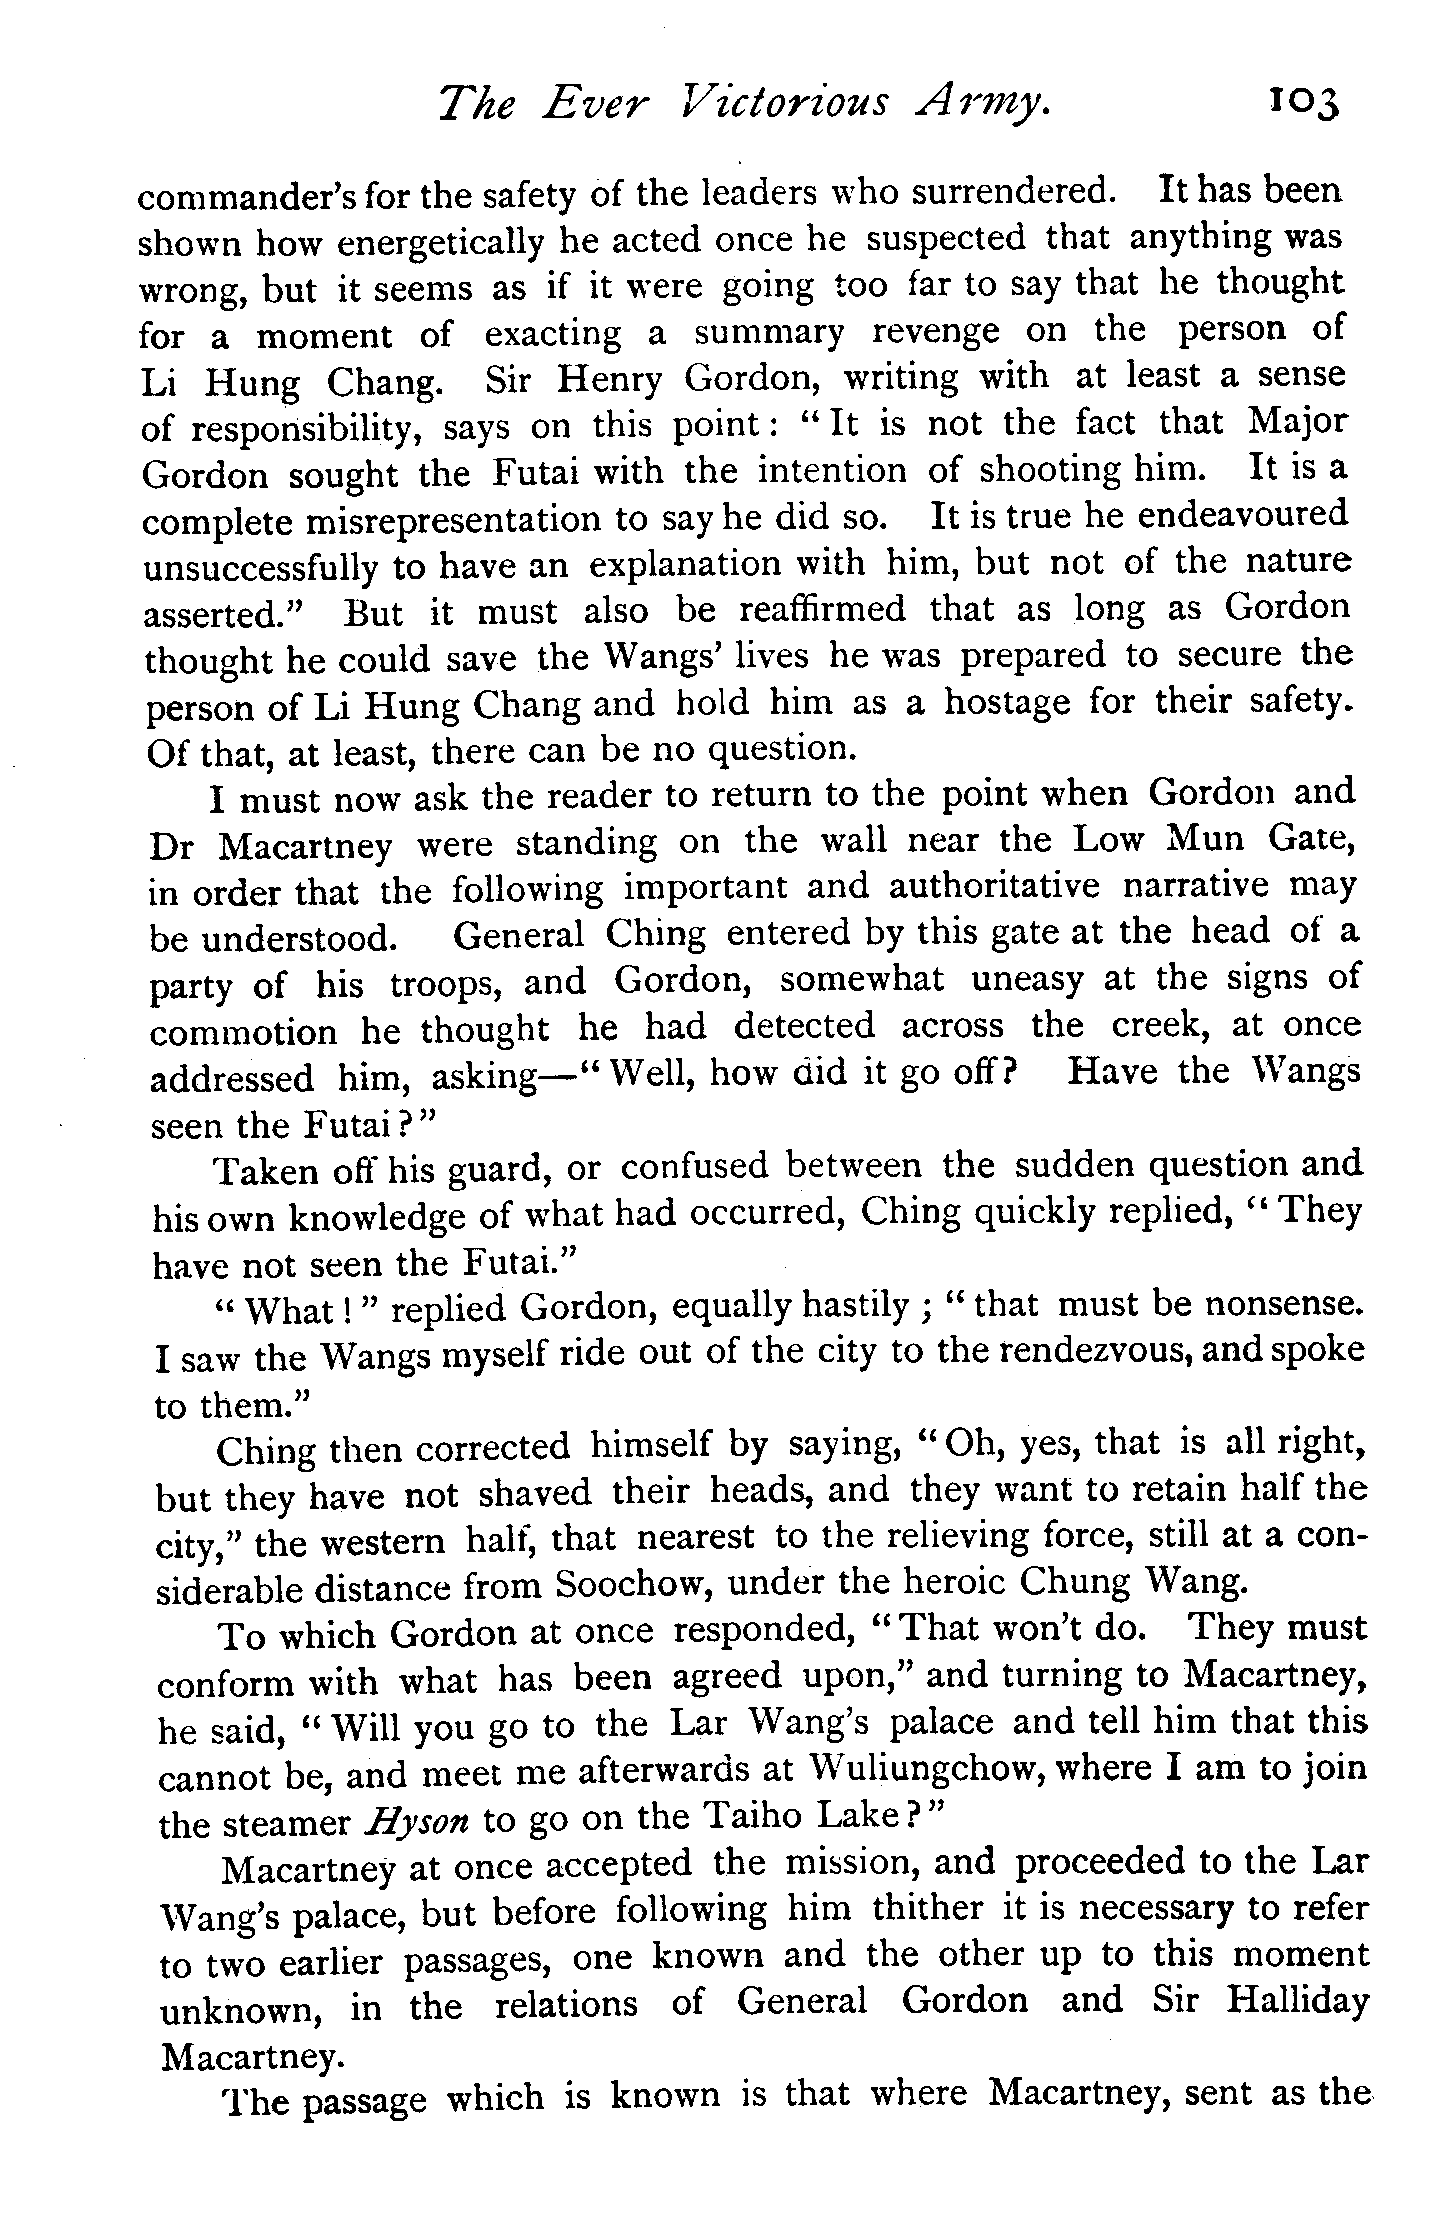 The Ever Victorious Army. 103
commander's for the safety of the leaders who surrendered. It has been
shown how energetically he acted once he suspected that anything was
wrong, but it seems as if it were going too far to say that he thought
for a moment of exacting a summary revenge on the person of
Li Hung Chang. Sir Henry Gordon, writing with at least a sense
of responsibility, says on this point: "It is not the fact that Major
Gordon sought the Futai with the intention of shooting him. It is a
complete misrepresentation to say he did so. It is true he endeavoured
unsuccessfully to have an explanation with him, but not of the nature
asserted." But it must also be reaffirmed that as long as Gordon
thought he could save the Wangs' lives he was prepared to secure the
person of Li Hung Chang and hold him as a hostage for their safety.
Of that, at least, there can be no question.
I must now ask the reader to return to the point when Gordon and
Dr Macartney were standing on the wall near the Low Mun Gate,
in order that the following important and authoritative narrative may
be understood. General Ching entered by this gate at the head of a
party of his troops, and Gordon, somewhat uneasy at the signs of
commotion he thought he had detected across the creek, at once
addressed him, asking—"Well, how did it go off? Have the Wangs
seen the Futai?"
Taken off his guard, or confused between the sudden question and
his own knowledge of what had occurred, Ching quickly replied, "They
have not seen the Futai."
"What!" replied Gordon, equally hastily; "that must be nonsense.
I saw the Wangs myself ride out of the city to the rendezvous, and spoke
to them."
Ching then corrected himself by saying, "Oh, yes, that is all right,
but they have not shaved their heads, and they want to retain half the
city," the western half, that nearest to the relieving force, still at a con-
siderable distance from Soochow, under the heroic Chung Wang.
To which Gordon at once responded, "That won't do. They must
conform with what has been agreed upon," and turning to Macartney,
he said, "Will you go to the Lar Wang's palace and tell him that this
cannot be, and meet me afterwards at Wuliungchow, where I am to join
the steamer Hyson to go on the Taiho Lake?"
Macartney at once accepted the mission, and proceeded to the Lar
Wang's palace, but before following him thither it is necessary to refer
to two earlier passages, one known and the other up to this moment
unknown, in the relations of General Gordon and Sir Halliday
Macartney.
The passage which is known is that where Macartney, sent as the